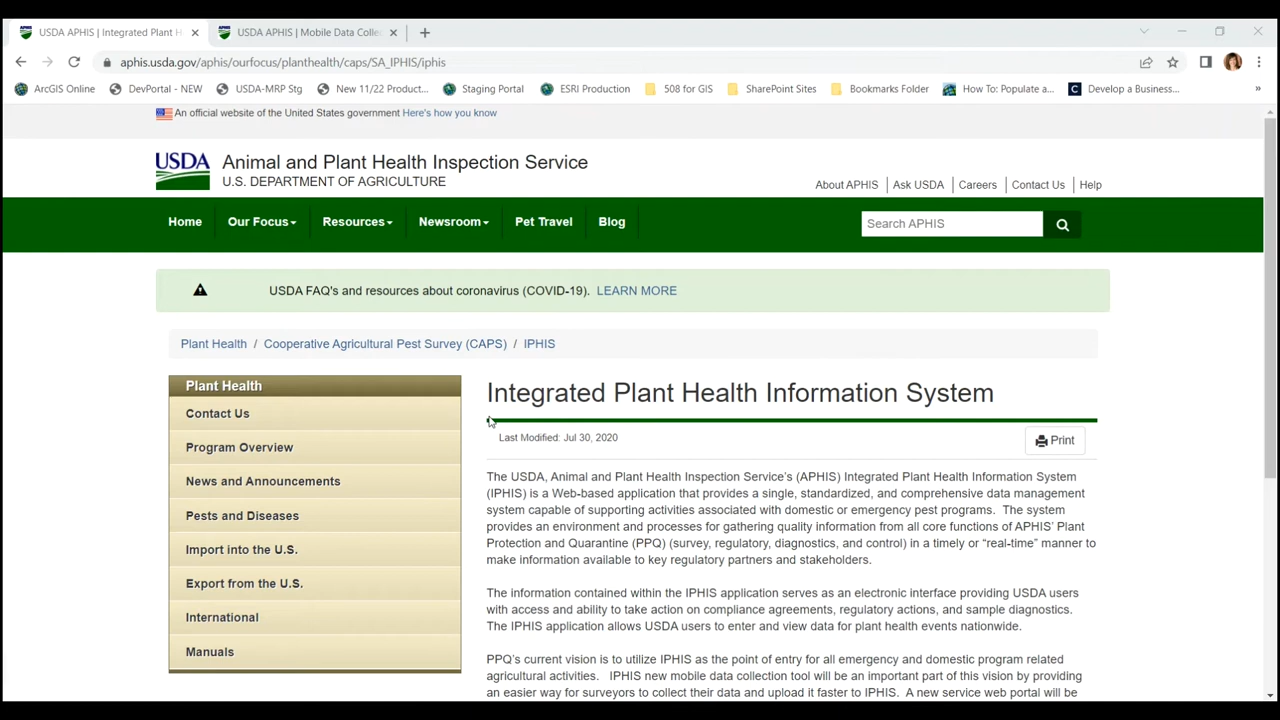 USDA APHIS | Integrated Plant H
USDA APHIS | Mobile Data Colle
aphis.usda.gov/aphis/ourfocus/planthealth/caps/SA_IPHIS/iphis
ArcGIS Online
DevPortal - NEW
USDA-MRP Stg
New 11/22 Product...
Staging Portal
ESRI Production
508 for GIS
SharePoint Sites
Bookmarks Folder
How To: Populate a...
Develop a Business...
»
An official website of the United States government Here's how you know
USDA
Animal and Plant Health Inspection Service
U.S. DEPARTMENT OF AGRICULTURE
About APHIS
Ask USDA
Careers
Contact Us
Help
Home
Our Focus
Resources
Newsroom
Pet Travel
Blog
Search APHIS
USDA FAQ's and resources about coronavirus (COVID-19). LEARN MORE
Plant Health / Cooperative Agricultural Pest Survey (CAPS) / IPHIS
Plant Health
Contact Us
Program Overview
News and Announcements
Pests and Diseases
Import into the U.S.
Export from the U.S.
International
Manuals
Integrated Plant Health Information System
Last Modified: Jul 30, 2020
Print
The USDA, Animal and Plant Health Inspection Service's (APHIS) Integrated Plant Health Information System
(IPHIS) is a Web-based application that provides a single, standardized, and comprehensive data management
system capable of supporting activities associated with domestic or emergency pest programs. The system
provides an environment and processes for gathering quality information from all core functions of APHIS' Plant
Protection and Quarantine (PPQ) (survey, regulatory, diagnostics, and control) in a timely or “real-time” manner to
make information available to key regulatory partners and stakeholders.
The information contained within the IPHIS application serves as an electronic interface providing USDA users
with access and ability to take action on compliance agreements, regulatory actions, and sample diagnostics.
The IPHIS application allows USDA users to enter and view data for plant health events nationwide.
PPQ's current vision is to utilize IPHIS as the point of entry for all emergency and domestic program related
agricultural activities. IPHIS new mobile data collection tool will be an important part of this vision by providing
an easier way for surveyors to collect their data and upload it faster to IPHIS. A new service web portal will be